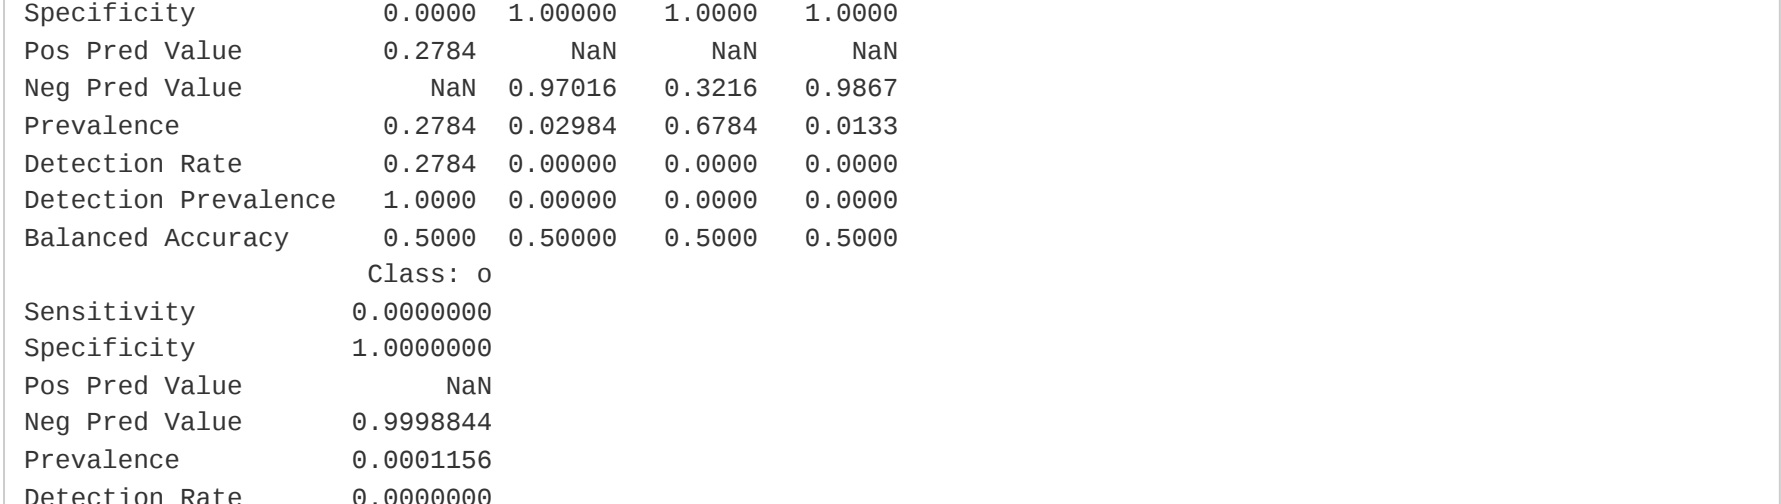 Specificity            0.0000  1.00000   1.0000   1.0000
Pos Pred Value         0.2784      NaN      NaN      NaN
Neg Pred Value            NaN  0.97016   0.3216   0.9867
Prevalence             0.2784  0.02984   0.6784   0.0133
Detection Rate         0.2784  0.00000   0.0000   0.0000
Detection Prevalence   1.0000  0.00000   0.0000   0.0000
Balanced Accuracy      0.5000  0.50000   0.5000   0.5000
                      Class: o
Sensitivity          0.0000000
Specificity          1.0000000
Pos Pred Value             NaN
Neg Pred Value       0.9998844
Prevalence           0.0001156
Detection Rate       0.0000000